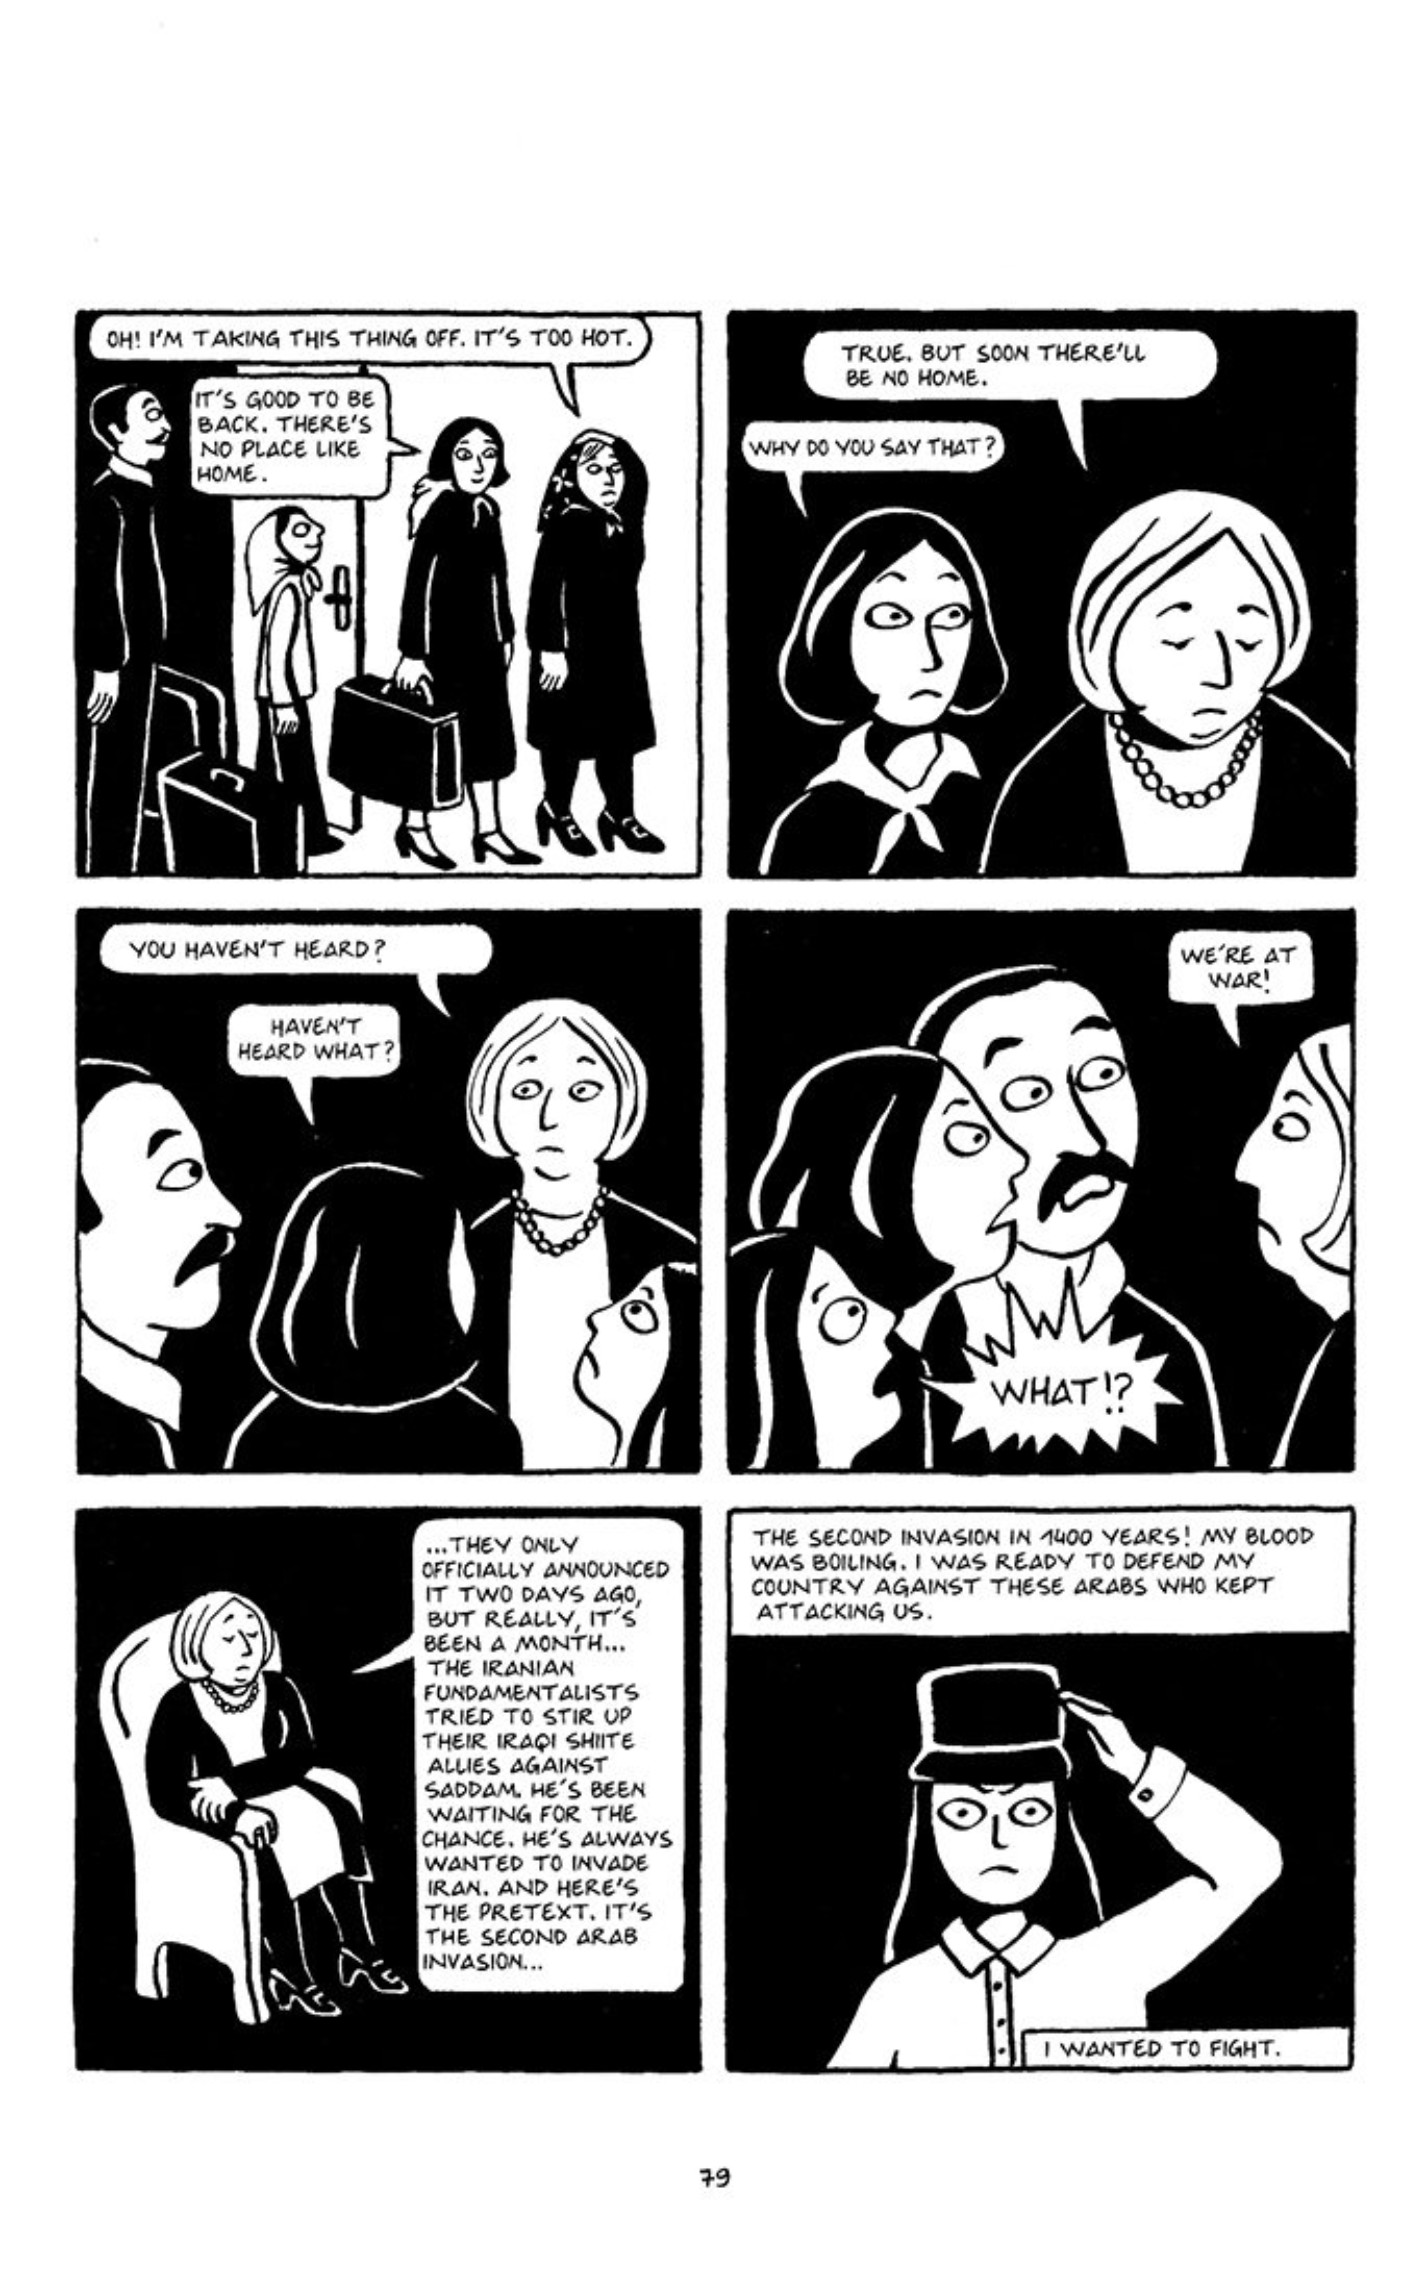 OH! I'M TAKING THIS THING OFF. IT'S TOO HOT.
IT'S GOOD TO BE
BACK. THERE'S
NO PLACE LIKE
HOME.
TRUE. BUT SOON THERE'LL
BE NO HOME.
WHY DO YOU SAY THAT?
YOU HAVEN'T HEARD?
HAVEN'T
HEARD WHAT?
WE'RE AT
WAR!
WHAT!?
...THEY ONLY
OFFICIALLY ANNOUNCED
IT TWO DAYS AGO,
BUT REALLY, IT'S
BEEN A MONTH...
THE IRANIAN
FUNDAMENTALISTS
TRIED TO STIR UP
THEIR IRAQI SHIITE
ALLIES AGAINST
SADDAM. HE'S BEEN
WAITING FOR THE
CHANCE. HE'S ALWAYS
WANTED TO INVADE
IRAN. AND HERE'S
THE PRETEXT. IT'S
THE SECOND ARAB
INVASION...
THE SECOND INVASION IN 1400 YEARS! MY BLOOD
WAS BOILING. I WAS READY TO DEFEND MY
COUNTRY AGAINST THESE ARABS WHO KEPT
ATTACKING US.
I WANTED TO FIGHT.
79